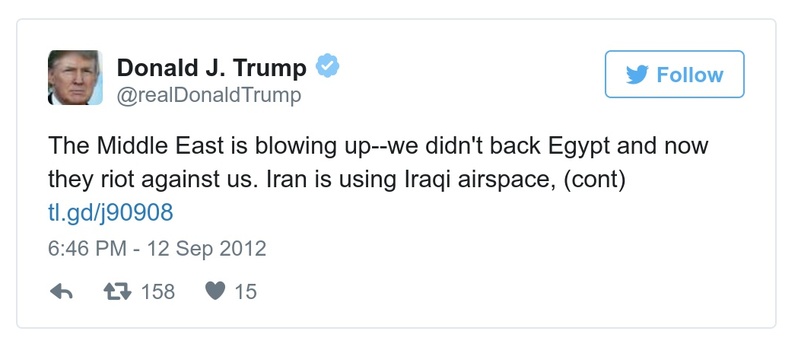 Donald J. Trump
@realDonaldTrump
Follow
The Middle East is blowing up--we didn't back Egypt and now
they riot against us. Iran is using Iraqi airspace, (cont)
tl.gd/j90908
6:46 PM - 12 Sep 2012
158 15